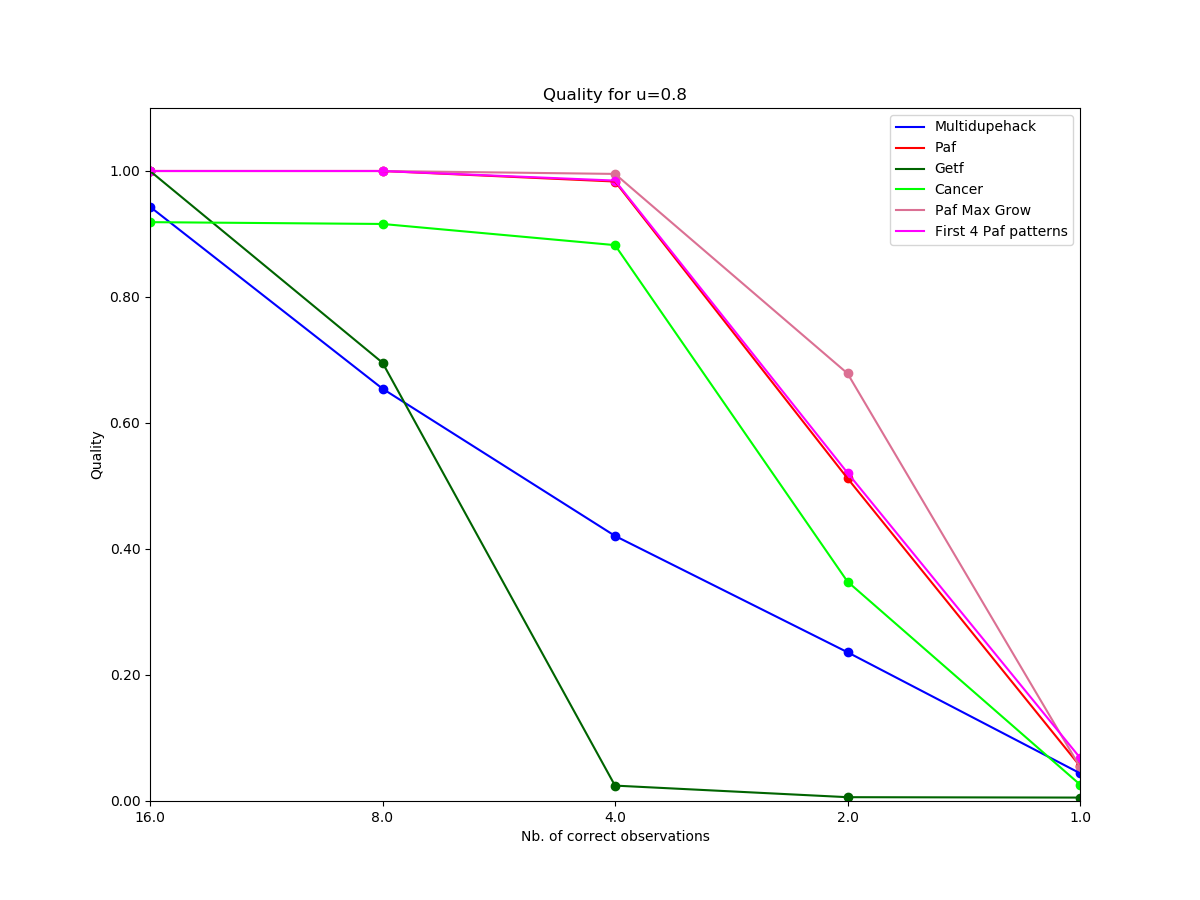 Quality for u=0.8
Multidupehack
Paf
Getf
Cancer
Paf Max Grow
First 4 Paf patterns
1.00
0.80
0.60
0.40
0.20
0.00
Quality
16.0 8.0 4.0 2.0 1.0
Nb. of correct observations